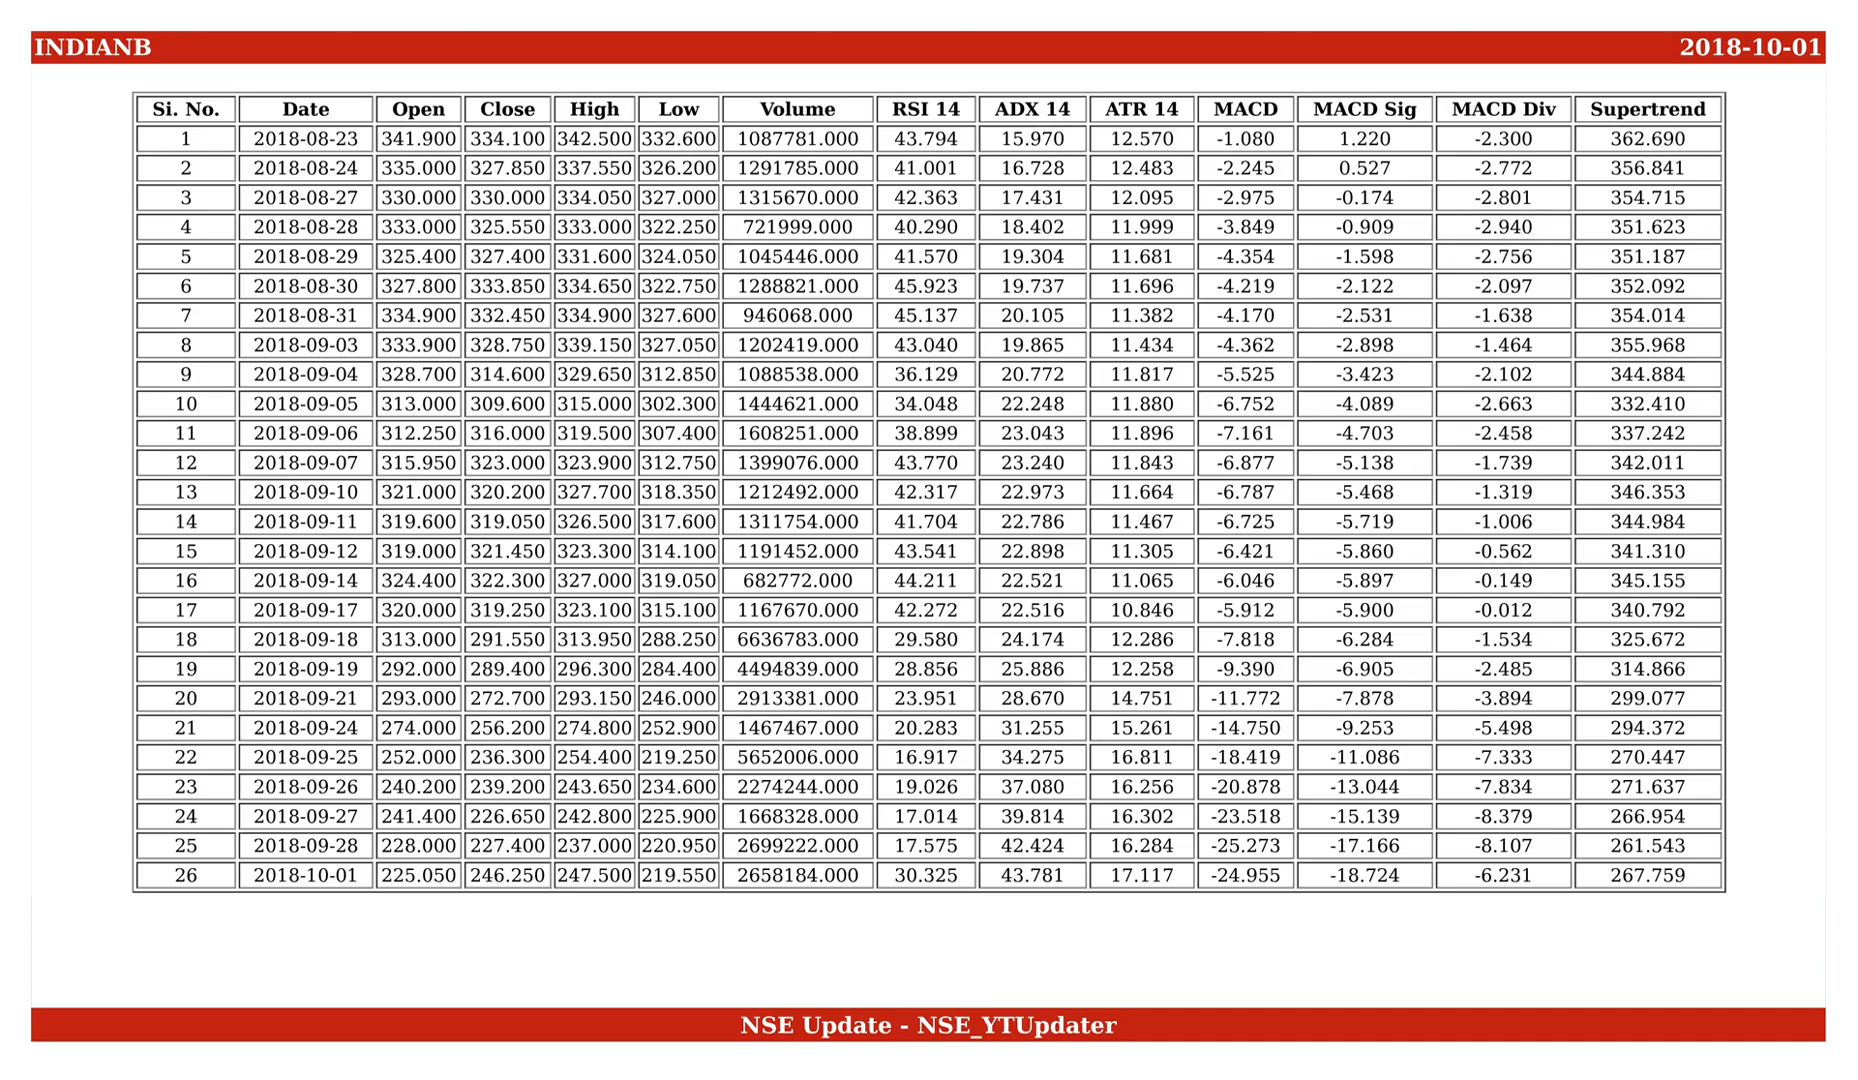 INDIANB 2018-10-01
Si. No. Date Open Close High Low Volume RSI 14 ADX 14 ATR 14 MACD MACD Sig MACD Div Supertrend
1 2018-08-23 341.900 334.100 342.500 332.600 1087781.000 43.794 15.970 12.570 -1.080 1.220 -2.300 362.690
2 2018-08-24 335.000 327.850 337.550 326.200 1291785.000 41.001 16.728 12.483 -2.245 0.527 -2.772 356.841
3 2018-08-27 330.000 330.000 334.050 327.000 1315670.000 42.363 17.431 12.095 -2.975 -0.174 -2.801 354.715
4 2018-08-28 333.000 325.550 333.000 322.250 721999.000 40.290 18.402 11.999 -3.849 -0.909 -2.940 351.623
5 2018-08-29 325.400 327.400 331.600 324.050 1045446.000 41.570 19.304 11.681 -4.354 -1.598 -2.756 351.187
6 2018-08-30 327.800 333.850 334.650 322.750 1288821.000 45.923 19.737 11.696 -4.219 -2.122 -2.097 352.092
7 2018-08-31 334.900 332.450 334.900 327.600 946068.000 45.137 20.105 11.382 -4.170 -2.531 -1.638 354.014
8 2018-09-03 333.900 328.750 339.150 327.050 1202419.000 43.040 19.865 11.434 -4.362 -2.898 -1.464 355.968
9 2018-09-04 328.700 314.600 329.650 312.850 1088538.000 36.129 20.772 11.817 -5.525 -3.423 -2.102 344.884
10 2018-09-05 313.000 309.600 315.000 302.300 1444621.000 34.048 22.248 11.880 -6.752 -4.089 -2.663 332.410
11 2018-09-06 312.250 316.000 319.500 307.400 1608251.000 38.899 23.043 11.896 -7.161 -4.703 -2.458 337.242
12 2018-09-07 315.950 323.000 323.900 312.750 1399076.000 43.770 23.240 11.843 -6.877 -5.138 -1.739 342.011
13 2018-09-10 321.000 320.200 327.700 318.350 1212492.000 42.317 22.973 11.664 -6.787 -5.468 -1.319 346.353
14 2018-09-11 319.600 319.050 326.500 317.600 1311754.000 41.704 22.786 11.467 -6.725 -5.719 -1.006 344.984
15 2018-09-12 319.000 321.450 323.300 314.100 1191452.000 43.541 22.898 11.305 -6.421 -5.860 -0.562 341.310
16 2018-09-14 324.400 322.300 327.000 319.050 682772.000 44.211 22.521 11.065 -6.046 -5.897 -0.149 345.155
17 2018-09-17 320.000 319.250 323.100 315.100 1167670.000 42.272 22.516 10.846 -5.912 -5.900 -0.012 340.792
18 2018-09-18 313.000 291.550 313.950 288.250 6636783.000 29.580 24.174 12.286 -7.818 -6.284 -1.534 325.672
19 2018-09-19 292.000 289.400 296.300 284.400 4494839.000 28.856 25.886 12.258 -9.390 -6.905 -2.485 314.866
20 2018-09-21 293.000 272.700 293.150 246.000 2913381.000 23.951 28.670 14.751 -11.772 -7.878 -3.894 299.077
21 2018-09-24 274.000 256.200 274.800 252.900 1467467.000 20.283 31.255 15.261 -14.750 -9.253 -5.498 294.372
22 2018-09-25 252.000 236.300 254.400 219.250 5652006.000 16.917 34.275 16.811 -18.419 -11.086 -7.333 270.447
23 2018-09-26 240.200 239.200 243.650 234.600 2274244.000 19.026 37.080 16.256 -20.878 -13.044 -7.834 271.637
24 2018-09-27 241.400 226.650 242.800 225.900 1668328.000 17.014 39.814 16.302 -23.518 -15.139 -8.379 266.954
25 2018-09-28 228.000 227.400 237.000 220.950 2699222.000 17.575 42.424 16.284 -25.273 -17.166 -8.107 261.543
26 2018-10-01 225.050 246.250 247.500 219.550 2658184.000 30.325 43.781 17.117 -24.955 -18.724 -6.231 267.759
NSE Update - NSE_YTUpdater